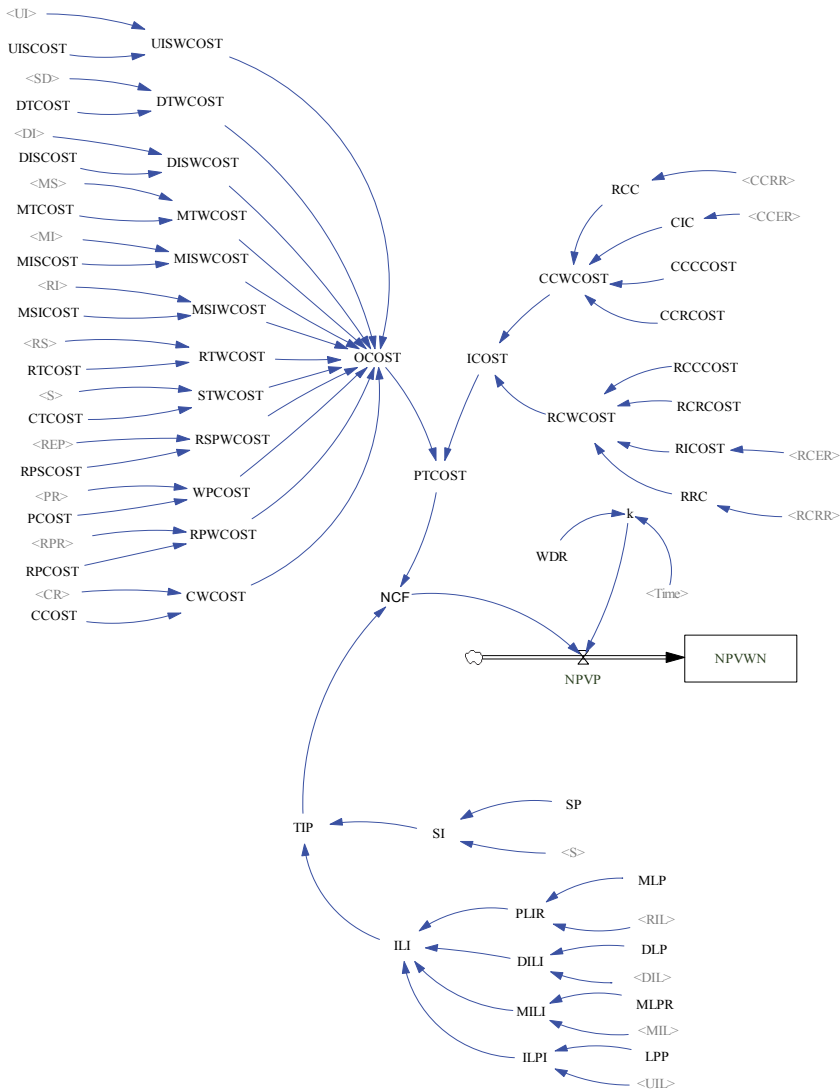 <UI>
UISCOST
UISWCOST
<SD>
DTCOST
DTWCOST
<DI>
DISCOST
DISWCOST
<MS>
MTCOST
MTWCOST
<MI>
MISCOST
MISWCOST
<RI>
MSICOST
MSIWCOST
<RS>
RTCOST
RTWCOST
<S>
CTCOST
STWCOST
<REP>
RPSCOST
RSPWCOST
<PR>
PCOST
WPCOST
<RPR>
RPCOST
RPWCOST
<CR>
CCOST
CWCOST
OCOST
ICOST
PTCOST
NCF
RCC
<CCRR>
CIC
<CCER>
CCWCOST
CCCCOST
CCRCOST
RCCCOST
RCWCOST
RCRCOST
RICOST
<RCER>
RRC
<RCRR>
k
WDR
<Time>
NPVP
NPVWN
TIP
SI
SP
<S>
ILI
PLIR
MLP
<RIL>
DILI
DLP
<DIL>
MILI
MLPR
<MIL>
ILPI
LPP
<UIL>